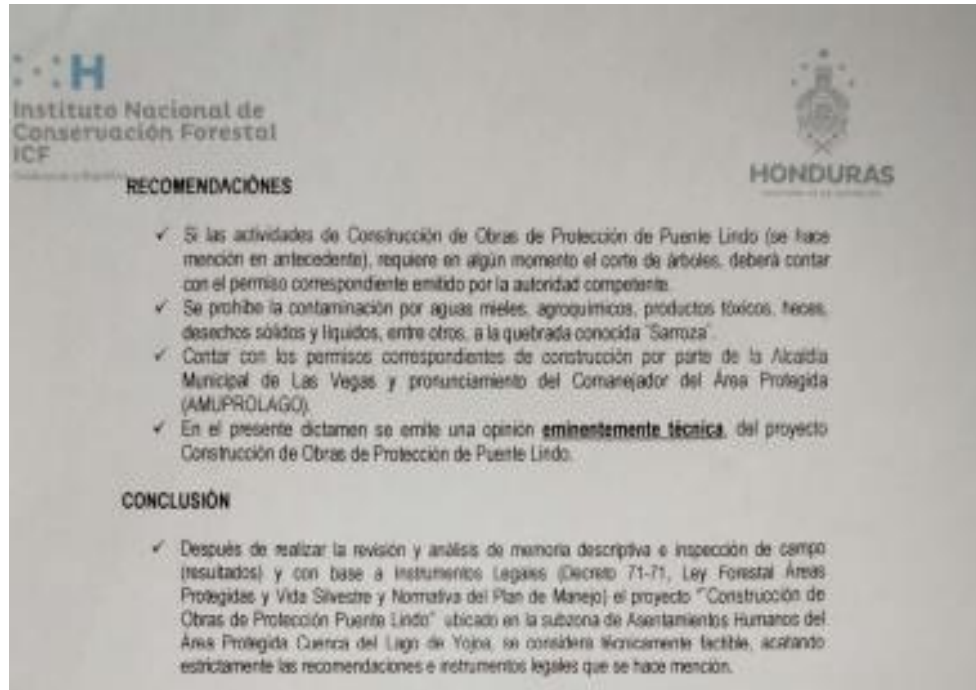 H
Instituto Nacional de
Conservación Forestal
ICF
HONDURAS
RECOMENDACIÓNES
✓ Si las actividades de Construcción de Obras de Protección de Puente Lindo (se hace
mención en antecedente), requiere en algún momento el corte de árboles, deberá contar
con el permiso correspondiente emitido por la autoridad competente.
✓ Se prohíbe la contaminación por aguas mieles, agroquímicos, productos tóxicos, heces,
desechos sólidos y líquidos, entre otros, a la quebrada conocida "Sarroza".
✓ Contar con los permisos correspondientes de construcción por parte de la Alcaldía
Municipal de Las Vegas y pronunciamiento del Comanejador del Área Protegida
(AMUPROLAGO).
✓ En el presente dictamen se emite una opinión eminentemente técnica, del proyecto
Construcción de Obras de Protección de Puente Lindo.
CONCLUSIÓN
✓ Después de realizar la revisión y análisis de memoria descriptiva e inspección de campo
(resultados) y con base a Instrumentos Legales (Decreto 71-71, Ley Forestal Áreas
Protegidas y Vida Silvestre y Normativa del Plan de Manejo) el proyecto "Construcción de
Obras de Protección Puente Lindo" ubicado en la subzona de Asentamientos Humanos del
Área Protegida Cuenca del Lago de Yojoa, se considera técnicamente factible, acatando
estrictamente las recomendaciones e instrumentos legales que se hace mención.